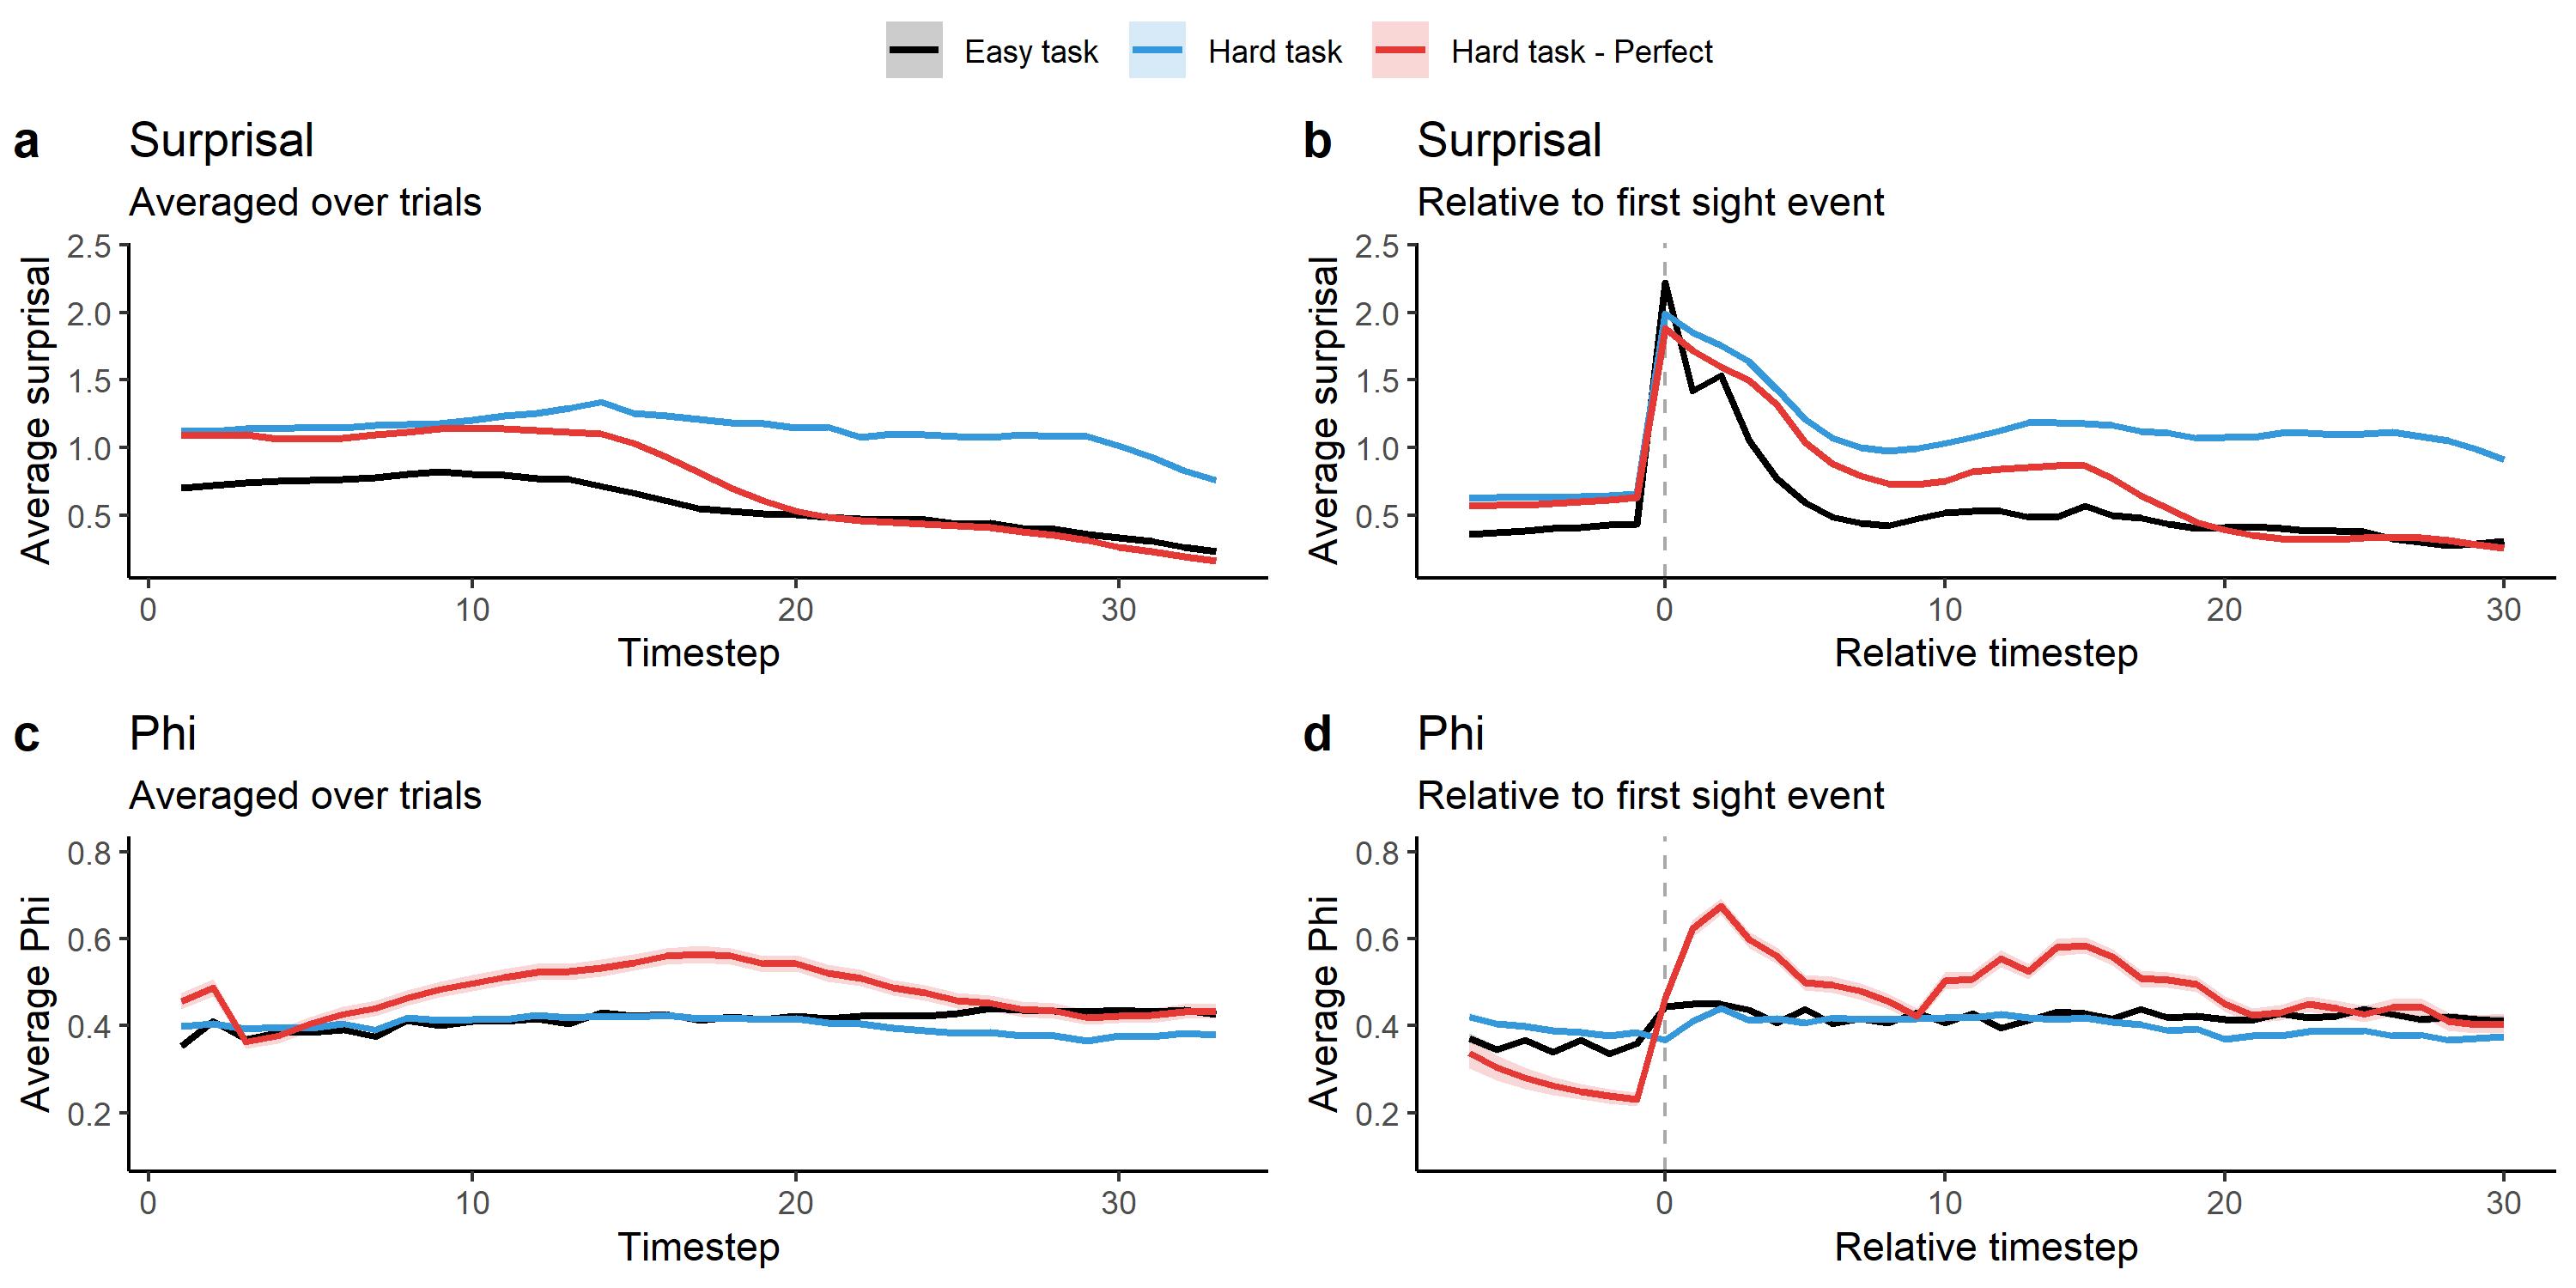 Easy task Hard task Hard task - Perfect
a Surprisal
Averaged over trials
Average surprisal
2.5
2.0
1.5
1.0
0.5
0 10 20 30
Timestep
b Surprisal
Relative to first sight event
Average surprisal
2.5
2.0
1.5
1.0
0.5
0 10 20 30
Relative timestep
c Phi
Averaged over trials
Average Phi
0.8
0.6
0.4
0.2
0 10 20 30
Timestep
d Phi
Relative to first sight event
Average Phi
0.8
0.6
0.4
0.2
0 10 20 30
Relative timestep